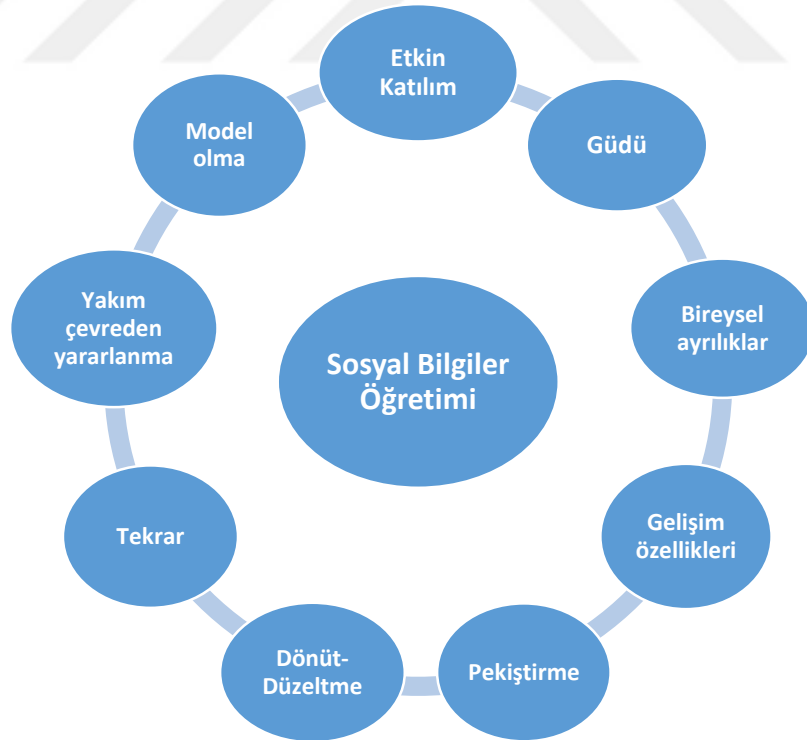 Etkin
Katılım
Güdü
Bireysel
ayrılıklar
Gelişim
özellikleri
Pekiştirme
Dönüt-
Düzeltme
Tekrar
Yakım
çevreden
yararlanma
Model
olma
Sosyal Bilgiler
Öğretimi